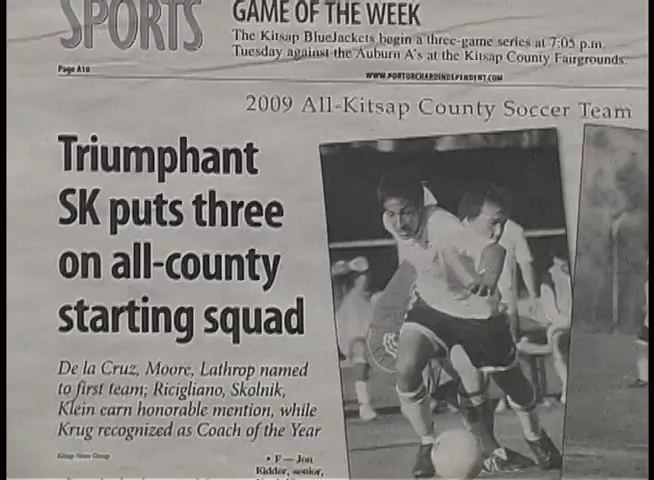 SPORTS
GAME OF THE WEEK
The Kitsap BlueJackets begin a three-game series at 7:05 p.m.
Tuesday against the Auburn A's at the Kitsap County Fairgrounds.
Page A10
WWW.PORTORCHARDINDEPENDENT.COM
2009 All-Kitsap County Soccer Team
Triumphant
SK puts three
on all-county
starting squad
De la Cruz, Moore, Lathrop named
to first team; Ricigliano, Skolnik,
Klein earn honorable mention, while
Krug recognized as Coach of the Year
Kitsap News Group
• F — Jon
Kidder, senior,